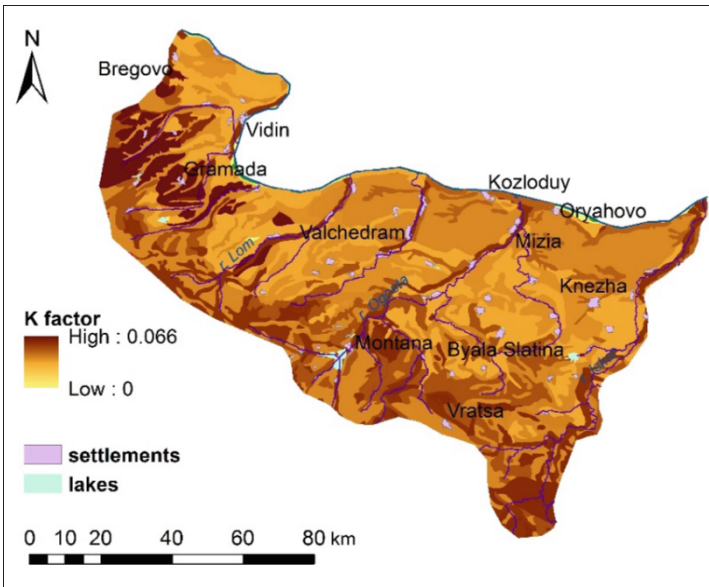 N
Bregovo
Vidin
Gramada
Kozloduy
Oryahovo
Valchedram
Mizia
r. Lom
Knezha
r. Ogosta
K factor
High : 0.066
Low : 0
Montana
Byala Slatina
Vratsa
settlements
lakes
0 10 20 40 60 80 km